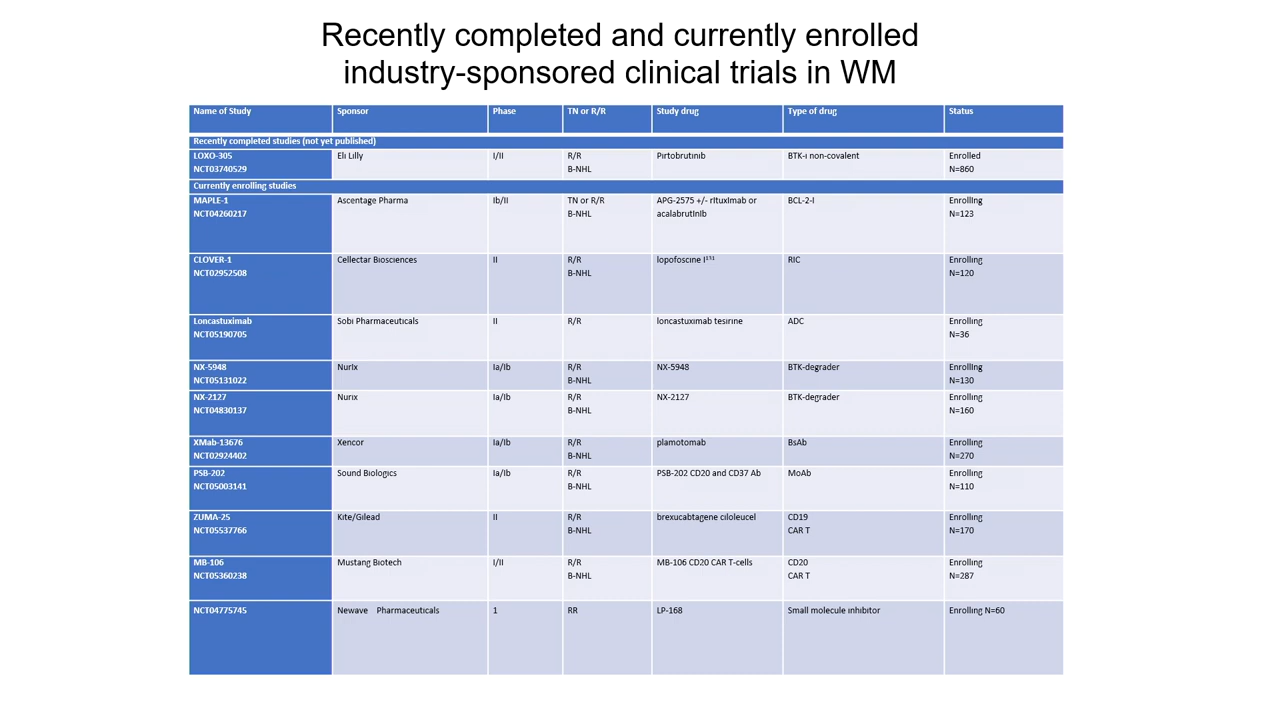 Recently completed and currently enrolled
industry-sponsored clinical trials in WM
Name of Study Sponsor Phase TN or R/R Study drug Type of drug Status
Recently completed studies (not yet published)
LOXO-305 Eli Lilly I/II R/R Pirtobrutinib BTK-i non-covalent Enrolled
NCT03740529 B-NHL N=860
Currently enrolling studies
MAPLE-1 Ascentage Pharma Ib/II TN or R/R APG-2575 +/- rituximab or BCL-2-I Enrolling
NCT04260217 B-NHL acalabrutinib N=123
CLOVER-1 Cellectar Biosciences II R/R Iopofoscine I¹³¹ RIC Enrolling
NCT02952508 B-NHL N=120
Loncastuximab Sobi Pharmaceuticals II R/R loncastuximab tesirine ADC Enrolling
NCT05190705 N=36
NX-5948 Nurix Ia/Ib R/R NX-5948 BTK-degrader Enrolling
NCT05131022 B-NHL N=130
NX-2127 Nurix Ia/Ib R/R NX-2127 BTK-degrader Enrolling
NCT04830137 B-NHL N=160
XMab-13676 Xencor Ia/Ib R/R plamotomab BsAb Enrolling
NCT02924402 B-NHL N=270
PSB-202 Sound Biologics Ia/Ib R/R PSB-202 CD20 and CD37 Ab MoAb Enrolling
NCT05003141 B-NHL N=110
ZUMA-25 Kite/Gilead II R/R brexucabtagene ciloleucel CD19 Enrolling
NCT05537766 B-NHL CAR T N=170
MB-106 Mustang Biotech I/II R/R MB-106 CD20 CAR T-cells CD20 Enrolling
NCT05360238 B-NHL CAR T N=287
NCT04775745 Newave Pharmaceuticals 1 RR LP-168 Small molecule inhibitor Enrolling N=60